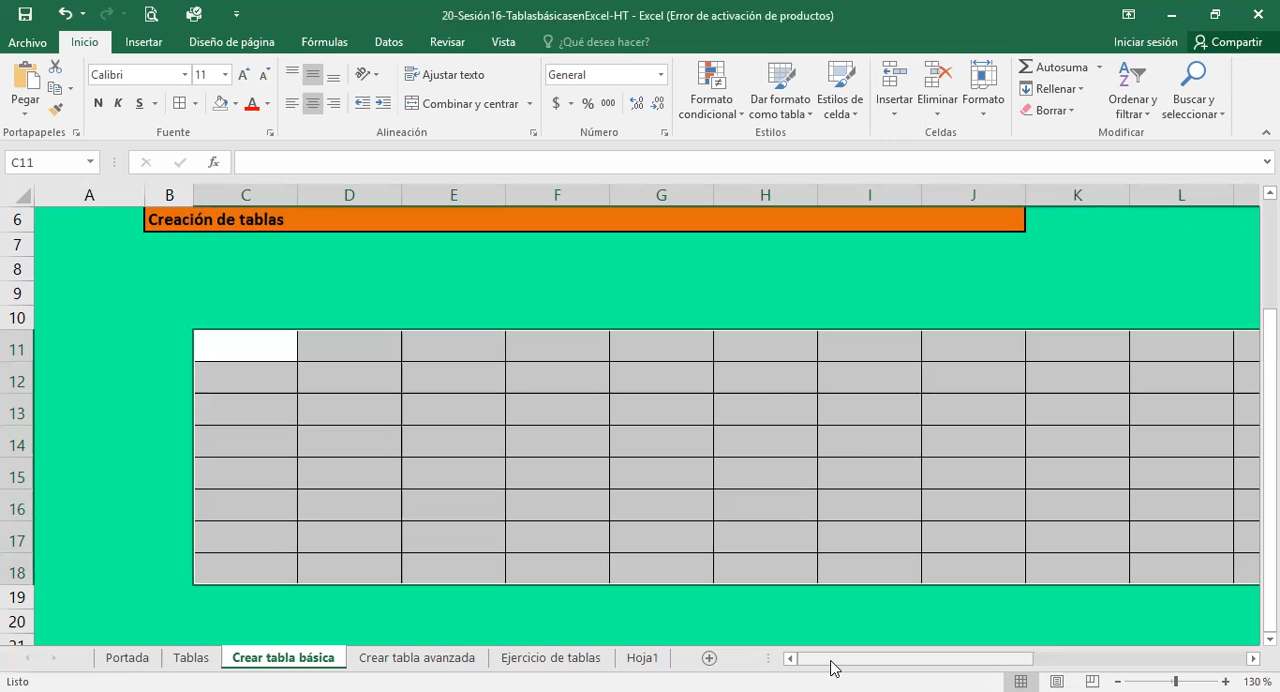 20-Sesión16-TablasbásicasenExcel-HT - Excel (Error de activación de productos)
Archivo Inicio Insertar Diseño de página Fórmulas Datos Revisar Vista ¿Qué desea hacer? Iniciar sesión Compartir
Calibri 11 Ajustar texto General Autosuma
Pegar Formato Dar formato Estilos de Insertar Eliminar Formato Rellenar Ordenar y Buscar y
N K S Combinar y centrar $ % 000 condicional como tabla celda Borrar filtrar seleccionar
Portapapeles Fuente Alineación Número Estilos Celdas Modificar
C11 fx
A B C D E F G H I J K L
6 Creación de tablas
7
8
9
10
11
12
13
14
15
16
17
18
19
20
21
Portada Tablas Crear tabla básica Crear tabla avanzada Ejercicio de tablas Hoja1
Listo 130 %